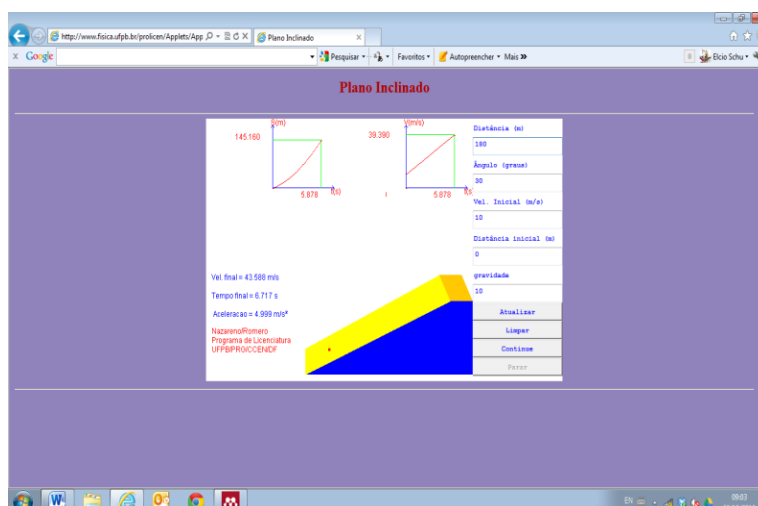 http://www.fisica.ufpb.br/prolicen/Applets/App
Plano Inclinado
x Google
Pesquisar
Favoritos
Autopreencher
Mais »
Elcio Schu
Plano Inclinado
S(m)
145.160
5.878
t(s)
V(m/s)
39.390
5.878
Distância (m)
180
Ângulo (graus)
30
Vel. Inicial (m/s)
10
Distância inicial (m)
0
gravidade
10
Atualizar
Limpar
Continue
Parar
Vel. final = 43.588 m/s
Tempo final = 6.717 s
Aceleracao = 4.999 m/s²
Nazareno/Romero
Programa de Licenciatura
UFPB/PRG/CCEN/DF
EN
09:03